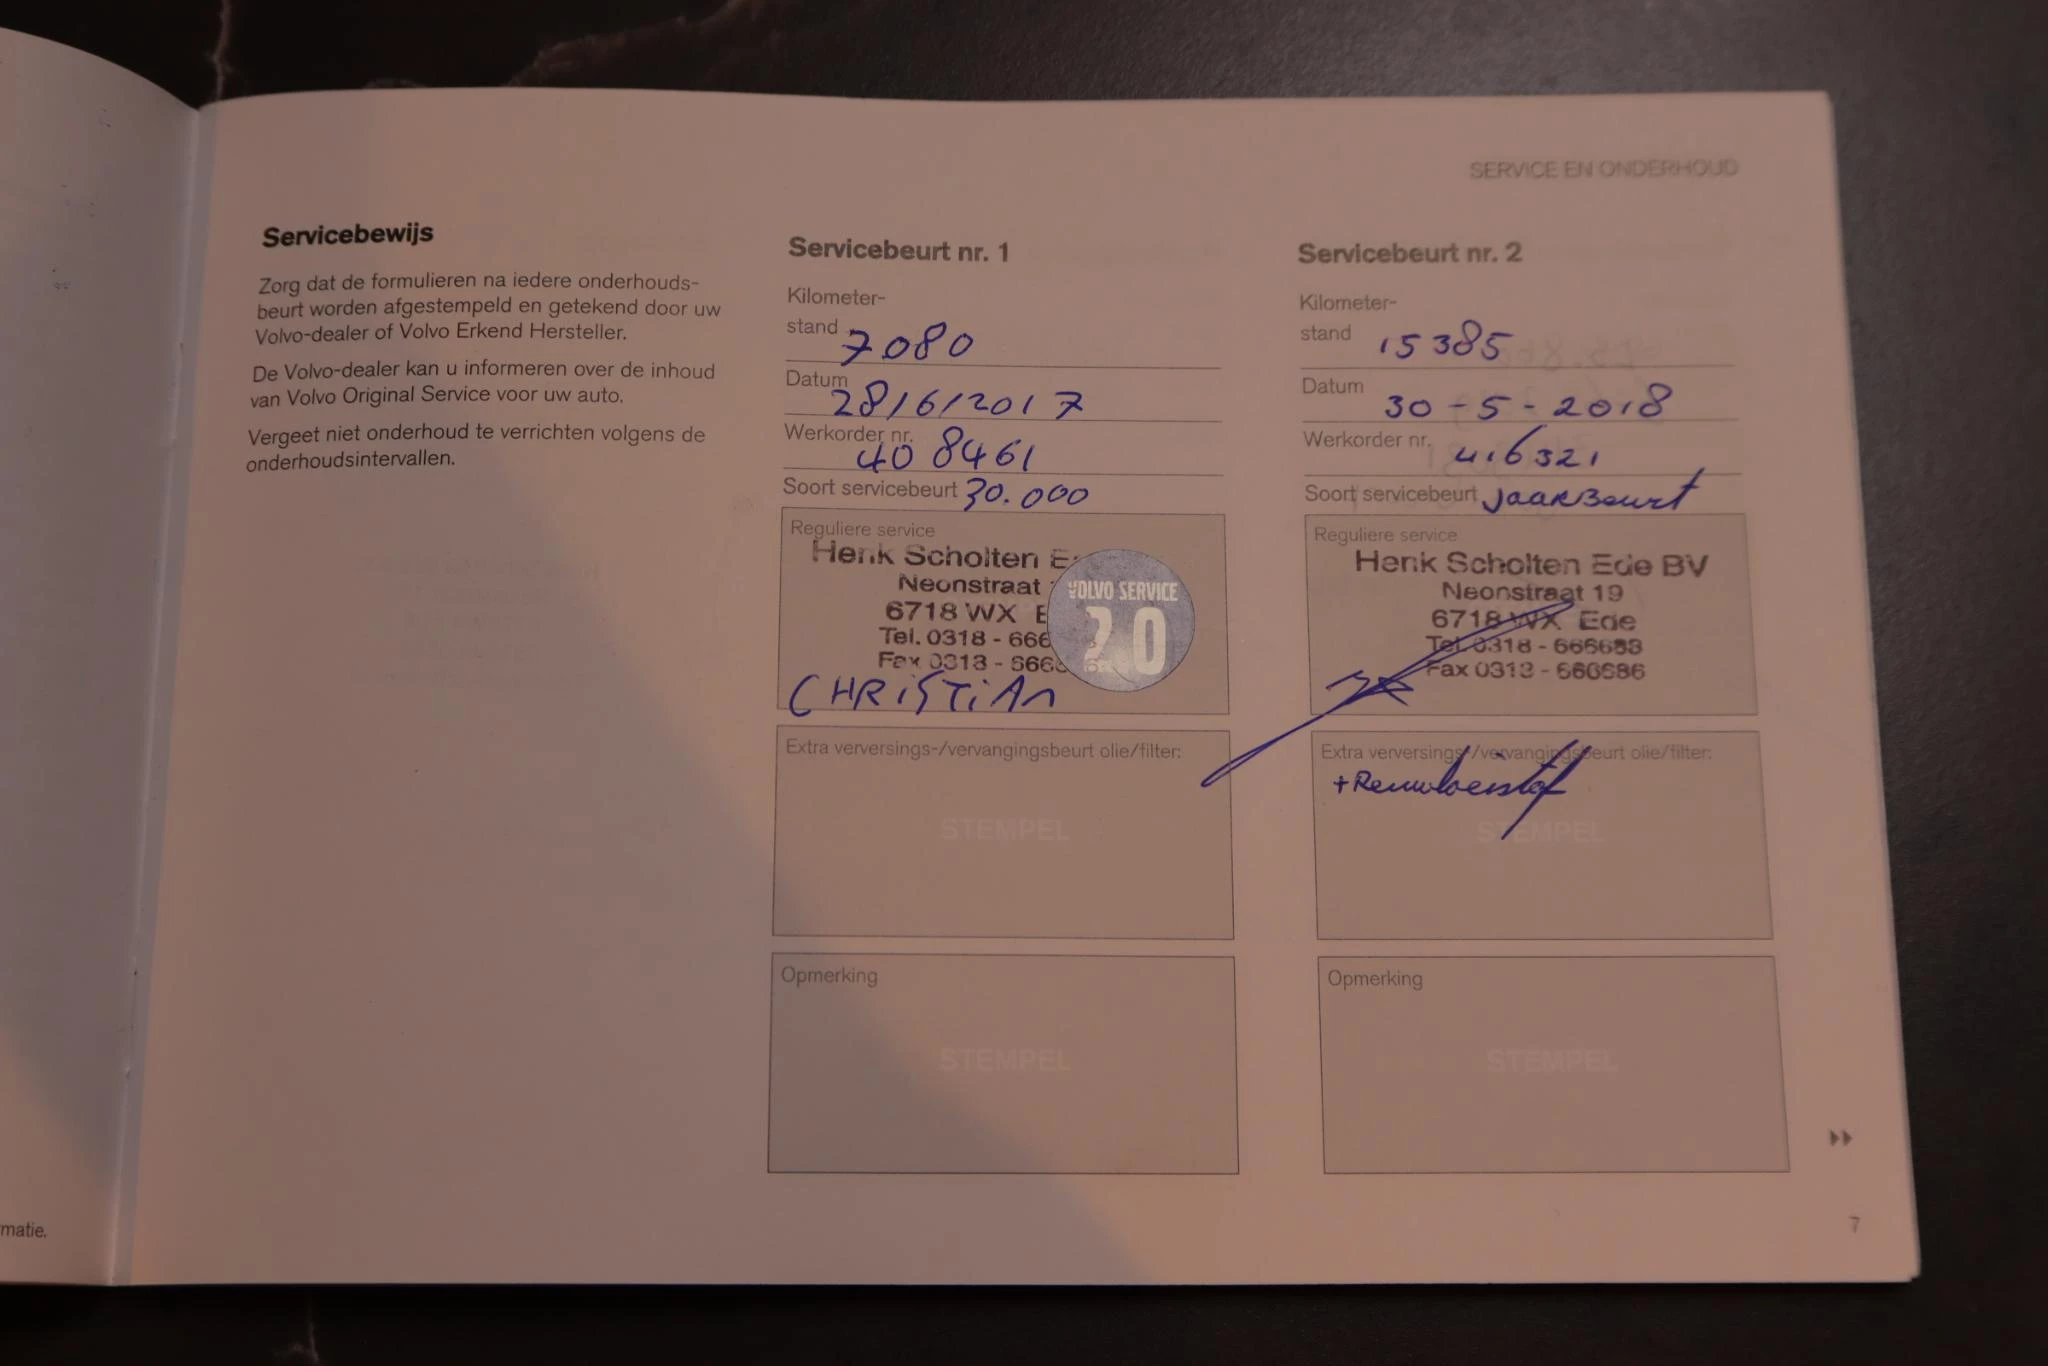 SERVICE EN ONDERHOUD
Servicebewijs
Zorg dat de formulieren na iedere onderhouds-
beurt worden afgestempeld en getekend door uw
Volvo-dealer of Volvo Erkend Hersteller.
De Volvo-dealer kan u informeren over de inhoud
van Volvo Original Service voor uw auto.
Vergeet niet onderhoud te verrichten volgens de
onderhoudsintervallen.
Servicebeurt nr. 1
Kilometer-
stand 7080
Datum 28/6/2017
Werkorder nr. 408461
Soort servicebeurt 30.000
Reguliere service
Henk Scholten E
Neonstraat
6718 WX E
Tel. 0318 - 666
Fax 0318 - 666
VOLVO SERVICE
2.0
CHRISTIAN
Extra verversings-/vervangingsbeurt olie/filter:
STEMPEL
Opmerking
STEMPEL
Servicebeurt nr. 2
Kilometer-
stand 15385
Datum 30-5-2018
Werkorder nr. 416321
Soort servicebeurt Jaarbeurt
Reguliere service
Henk Scholten Ede BV
Neonstraat 19
6718 WX Ede
Tel. 0318 - 666688
Fax 0318 - 666686
Extra verversings-/vervangingsbeurt olie/filter:
+Remvloeistof
STEMPEL
Opmerking
STEMPEL
7
matie.